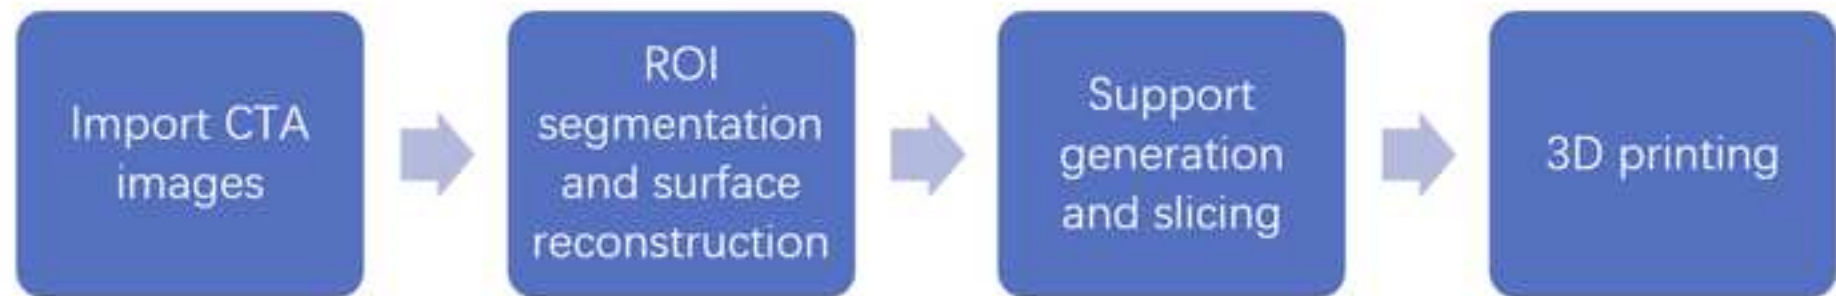 Import CTA
images
ROI
segmentation
and surface
reconstruction
Support
generation
and slicing
3D printing